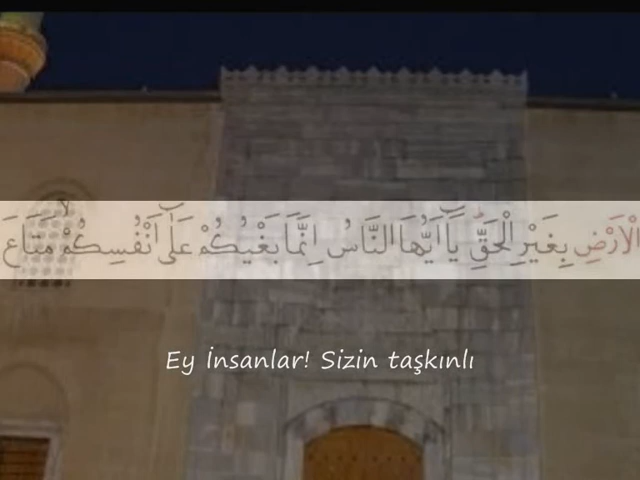 الْاَرْضِ بِغَيْرِ الْحَقِّ يَٓا اَيُّهَا النَّاسُ اِنَّمَا بَغْيُكُمْ عَلٰٓى اَنْفُسِكُمْ مَتَاعَ
Ey İnsanlar! Sizin taşkınlı